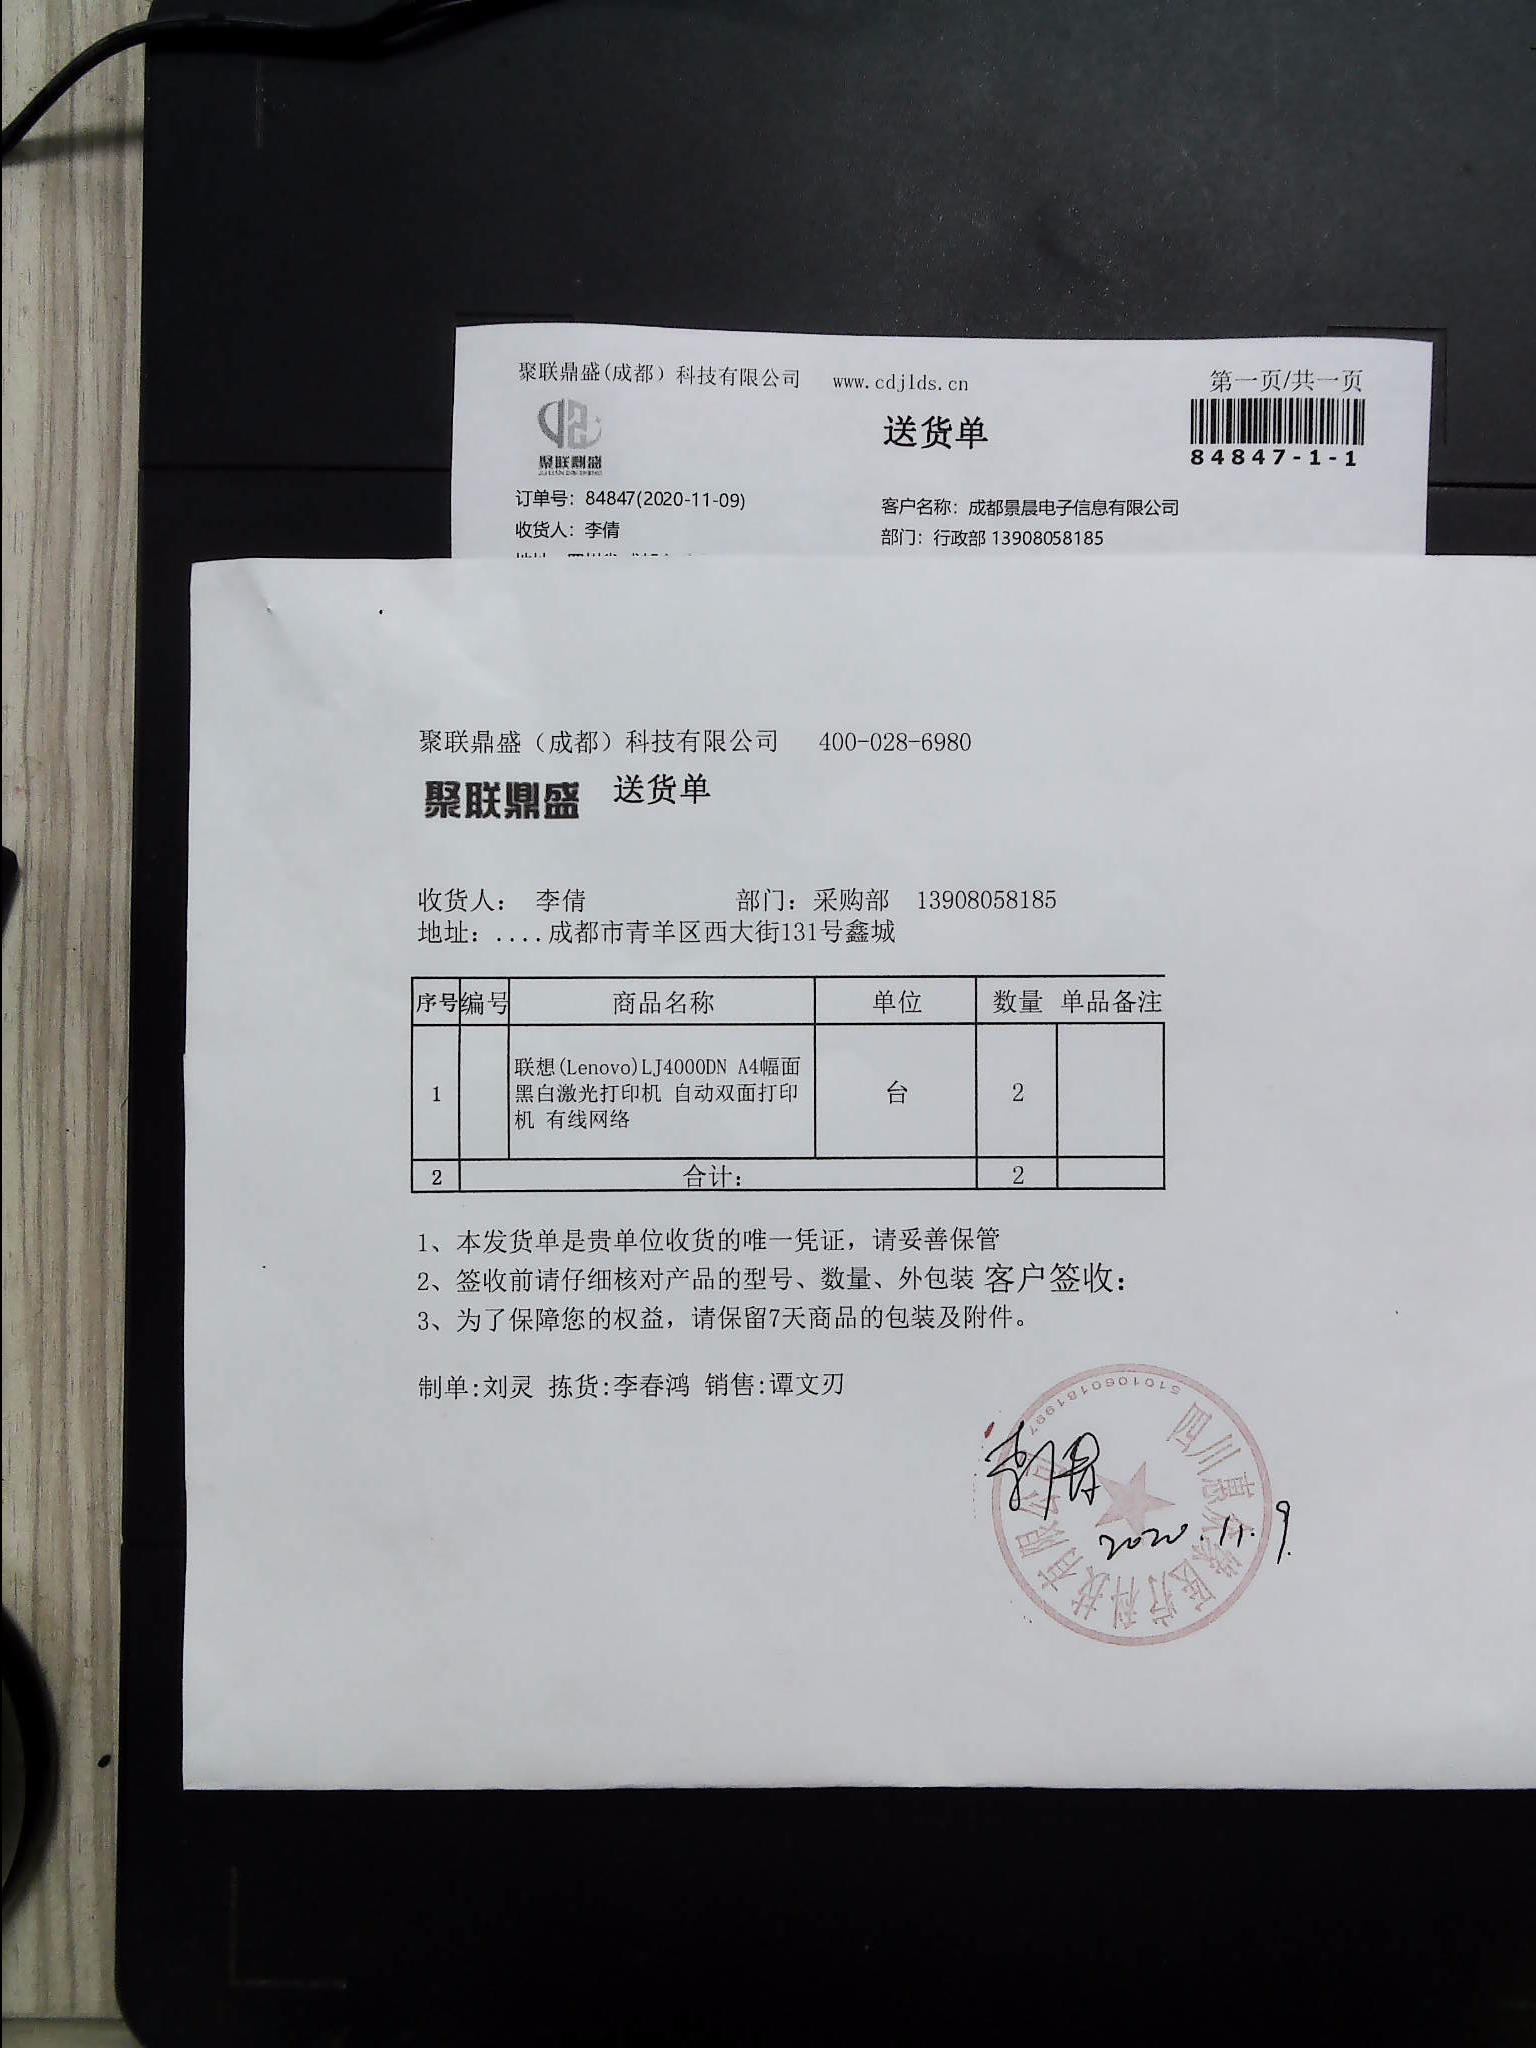 聚联鼎盛(成都）科技有限公司 www.cdjlds.cn 第一页/共一页
聚联鼎盛 送货单 84847-1-1
订单号：84847(2020-11-09) 客户名称：成都景晨电子信息有限公司
收货人：李倩 部门：行政部 13908058185
聚联鼎盛（成都）科技有限公司 400-028-6980
聚联鼎盛 送货单
收货人： 李倩 部门：采购部 13908058185
地址：....成都市青羊区西大街131号鑫城
序号 编号 商品名称 单位 数量 单品备注
联想(Lenovo)LJ4000DN A4幅面
1 黑白激光打印机 自动双面打印 台 2
机 有线网络
2 合计： 2
1、本发货单是贵单位收货的唯一凭证，请妥善保管
2、签收前请仔细核对产品的型号、数量、外包装 客户签收：
3、为了保障您的权益，请保留7天商品的包装及附件。
制单:刘灵 拣货:李春鸿 销售:谭文刃
2020.11.9.